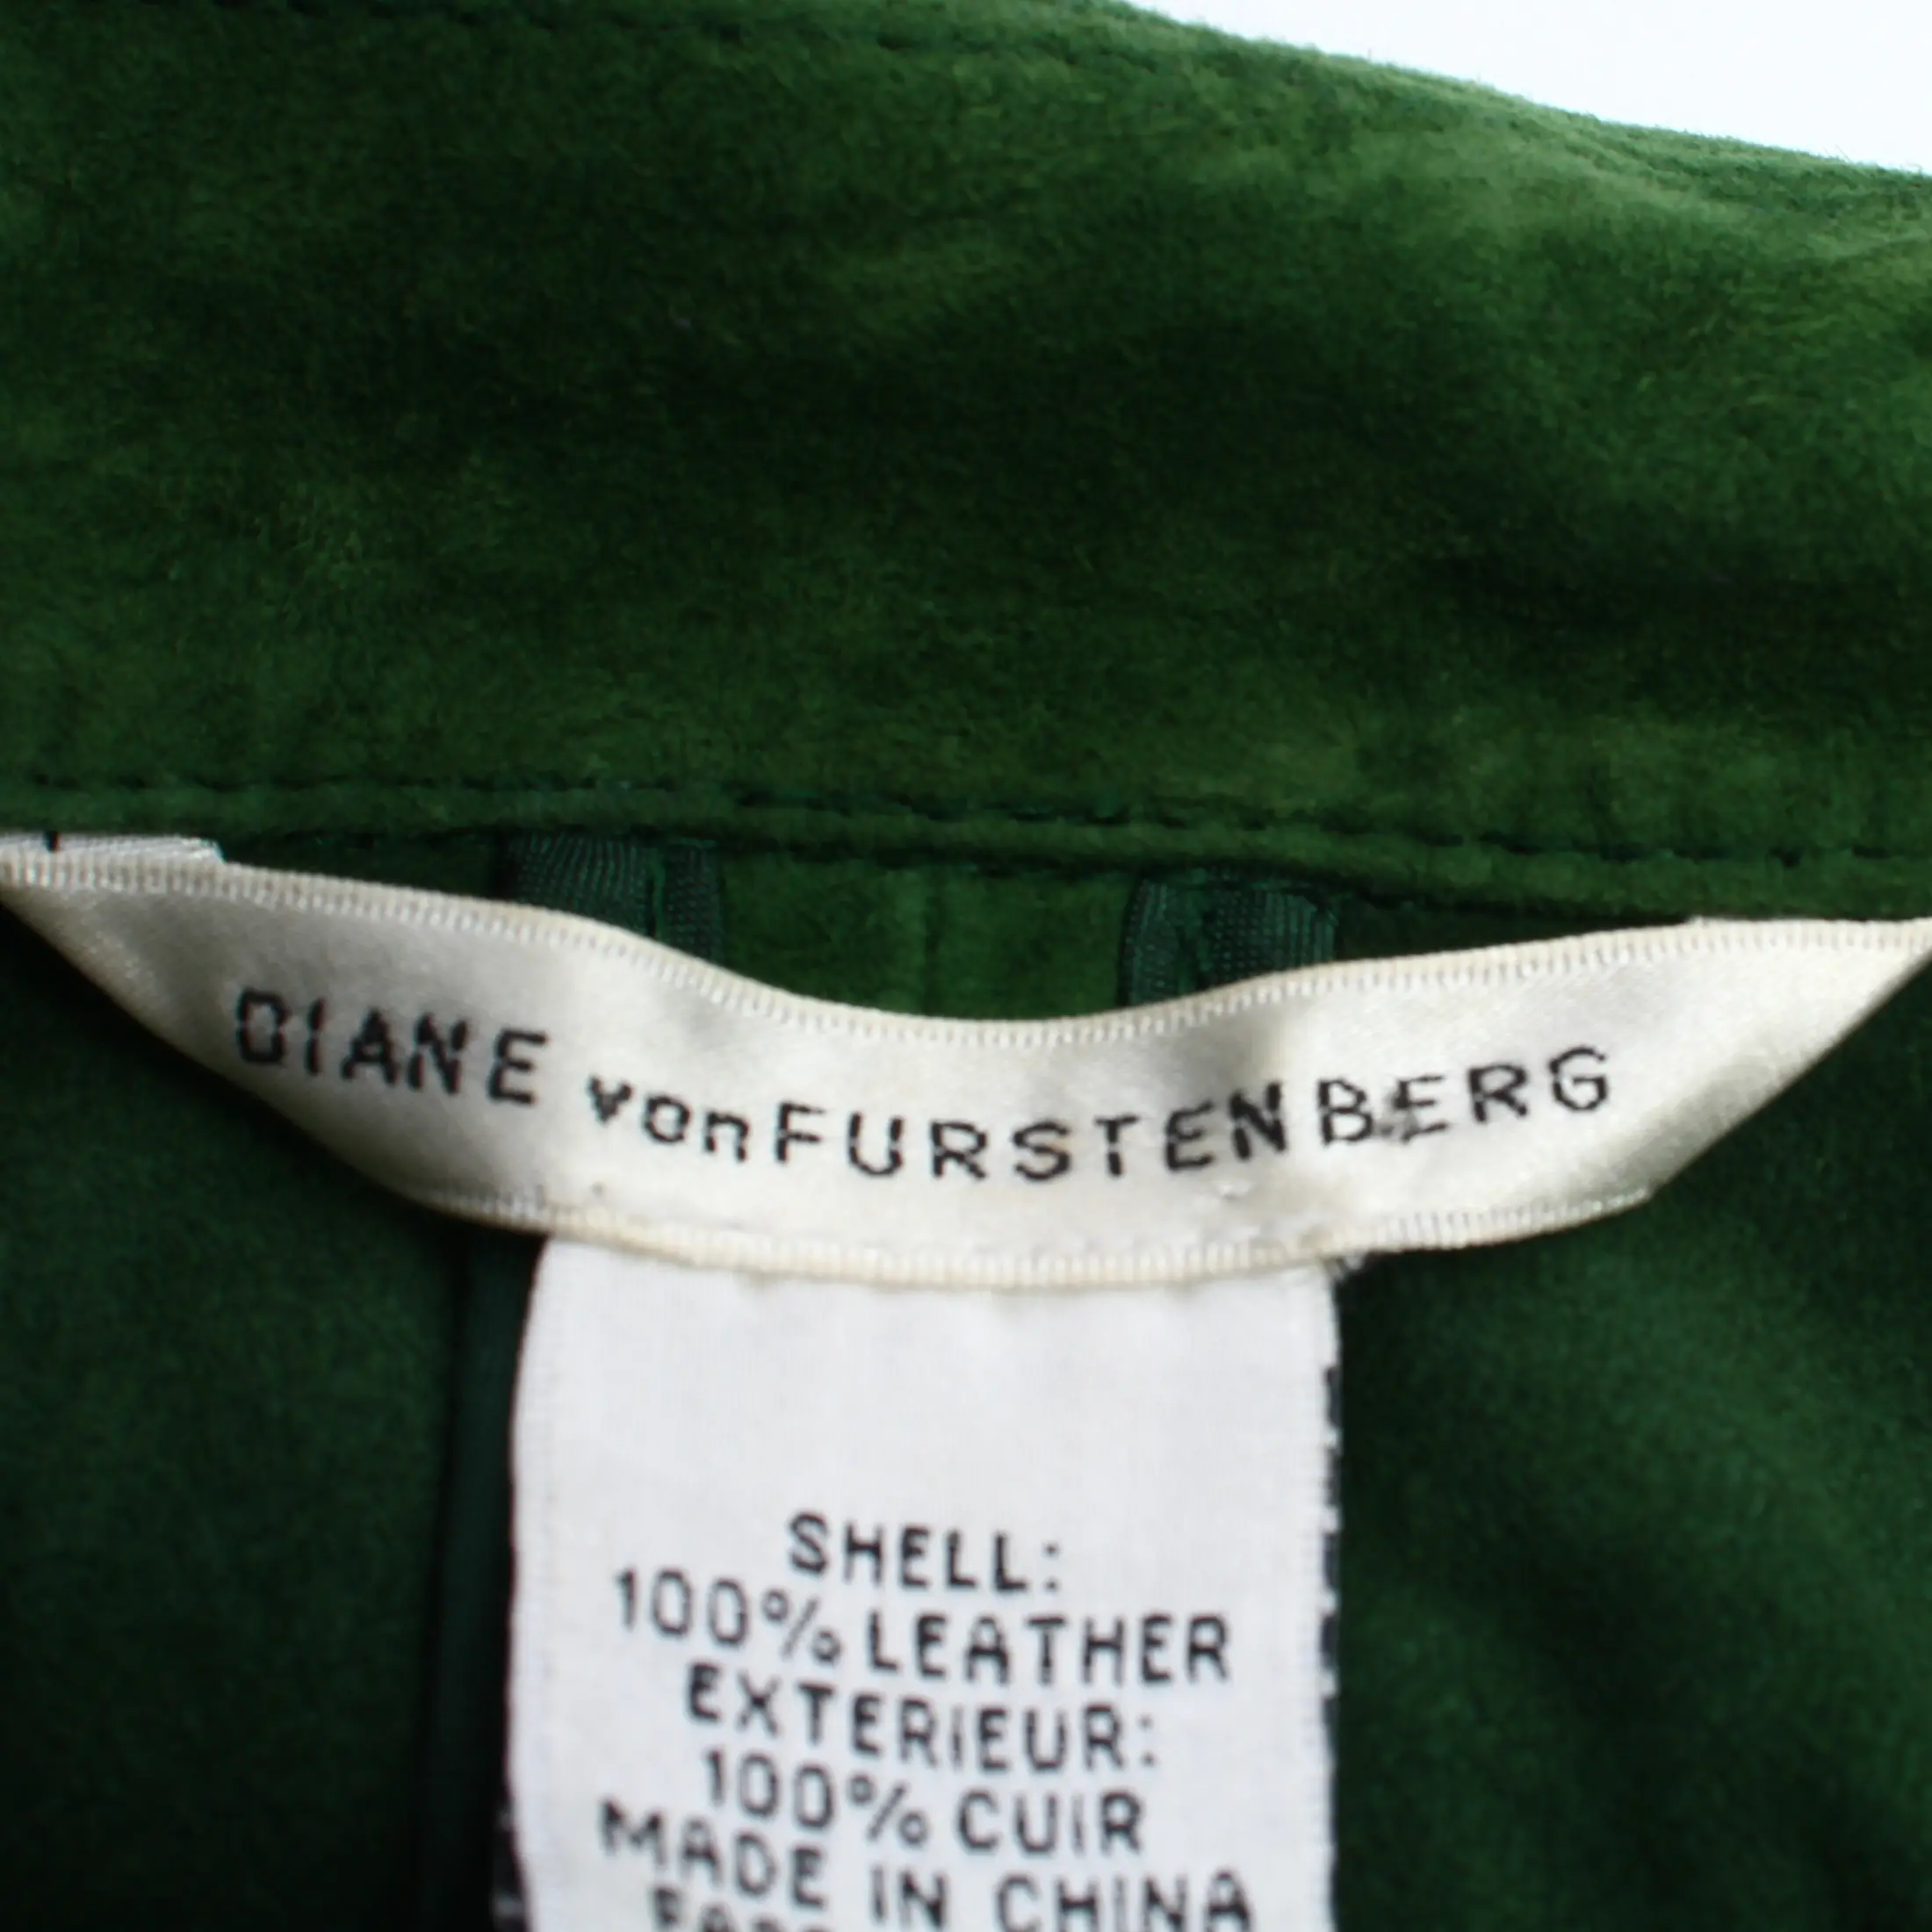 DIANE von FURSTENBERG
SHELL:
100% LEATHER
EXTERIEUR:
100% CUIR
MADE IN CHINA